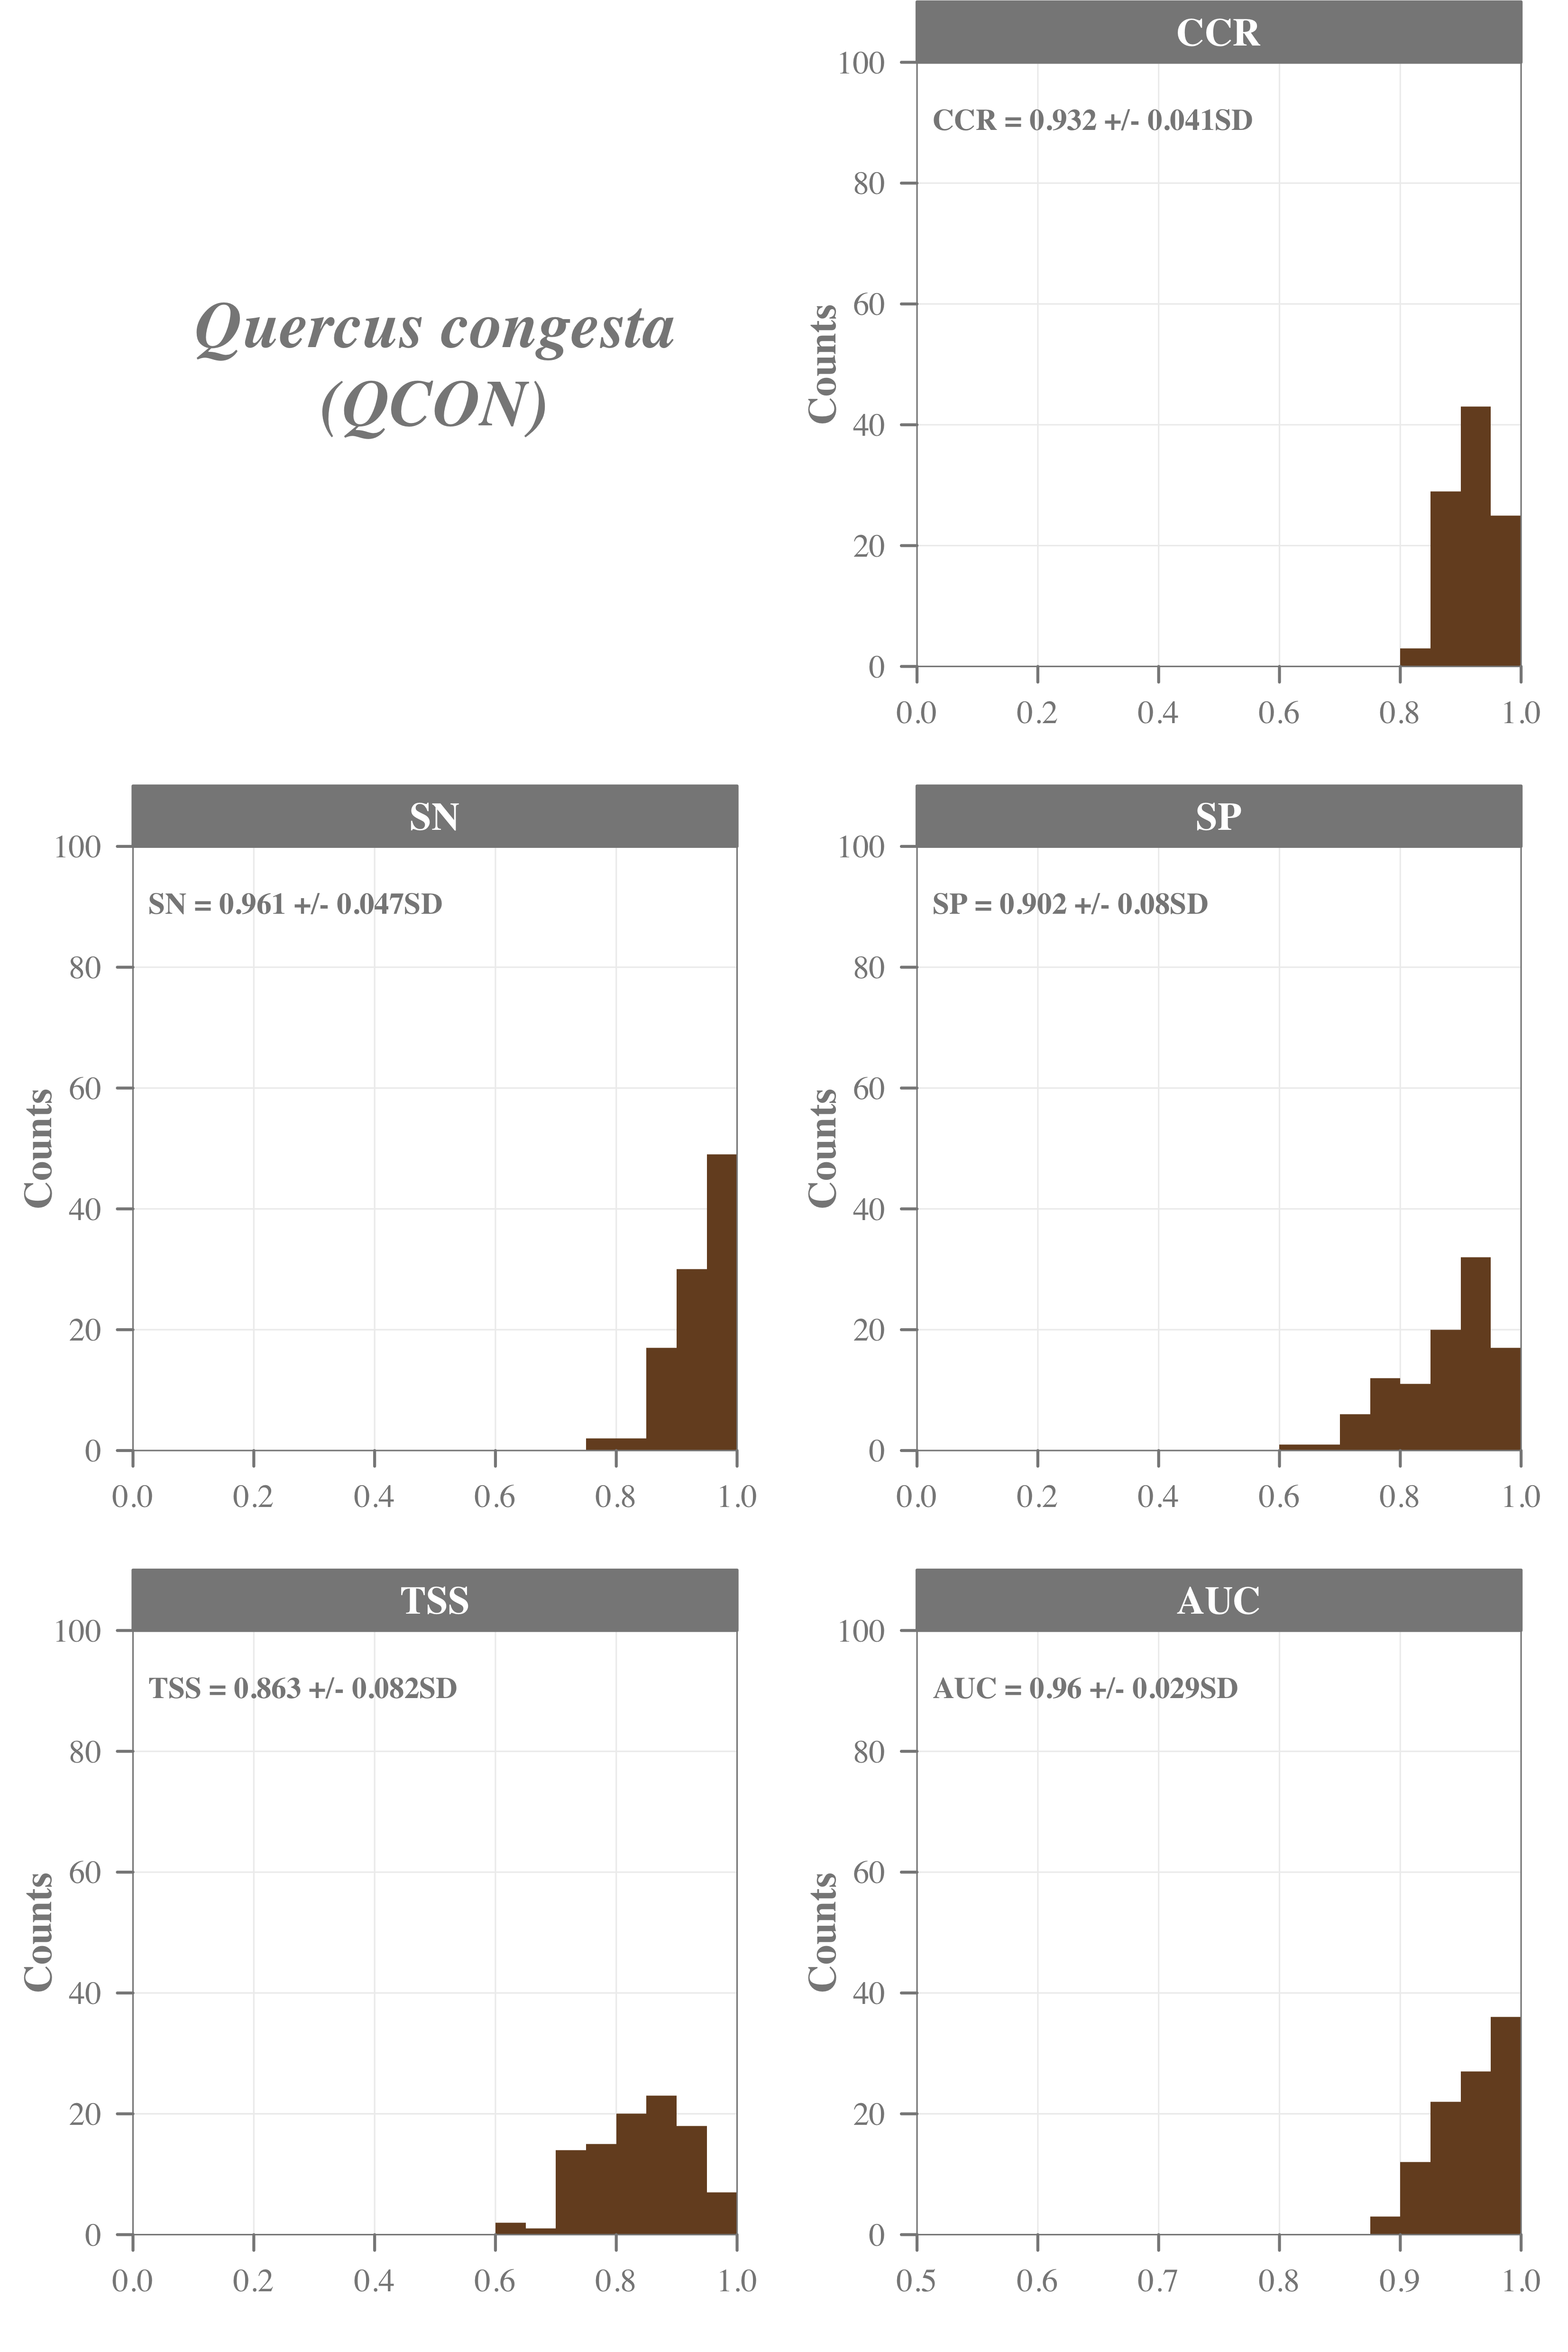 CCR
100
CCR = 0.932 +/- 0.041SD
80
60
Counts
40
20
0
0.0 0.2 0.4 0.6 0.8 1.0
Quercus congesta
(QCON)
SN
100
SN = 0.961 +/- 0.047SD
80
60
Counts
40
20
0
0.0 0.2 0.4 0.6 0.8 1.0
SP
100
SP = 0.902 +/- 0.08SD
80
60
Counts
40
20
0
0.0 0.2 0.4 0.6 0.8 1.0
TSS
100
TSS = 0.863 +/- 0.082SD
80
60
Counts
40
20
0
0.0 0.2 0.4 0.6 0.8 1.0
AUC
100
AUC = 0.96 +/- 0.029SD
80
60
Counts
40
20
0
0.5 0.6 0.7 0.8 0.9 1.0